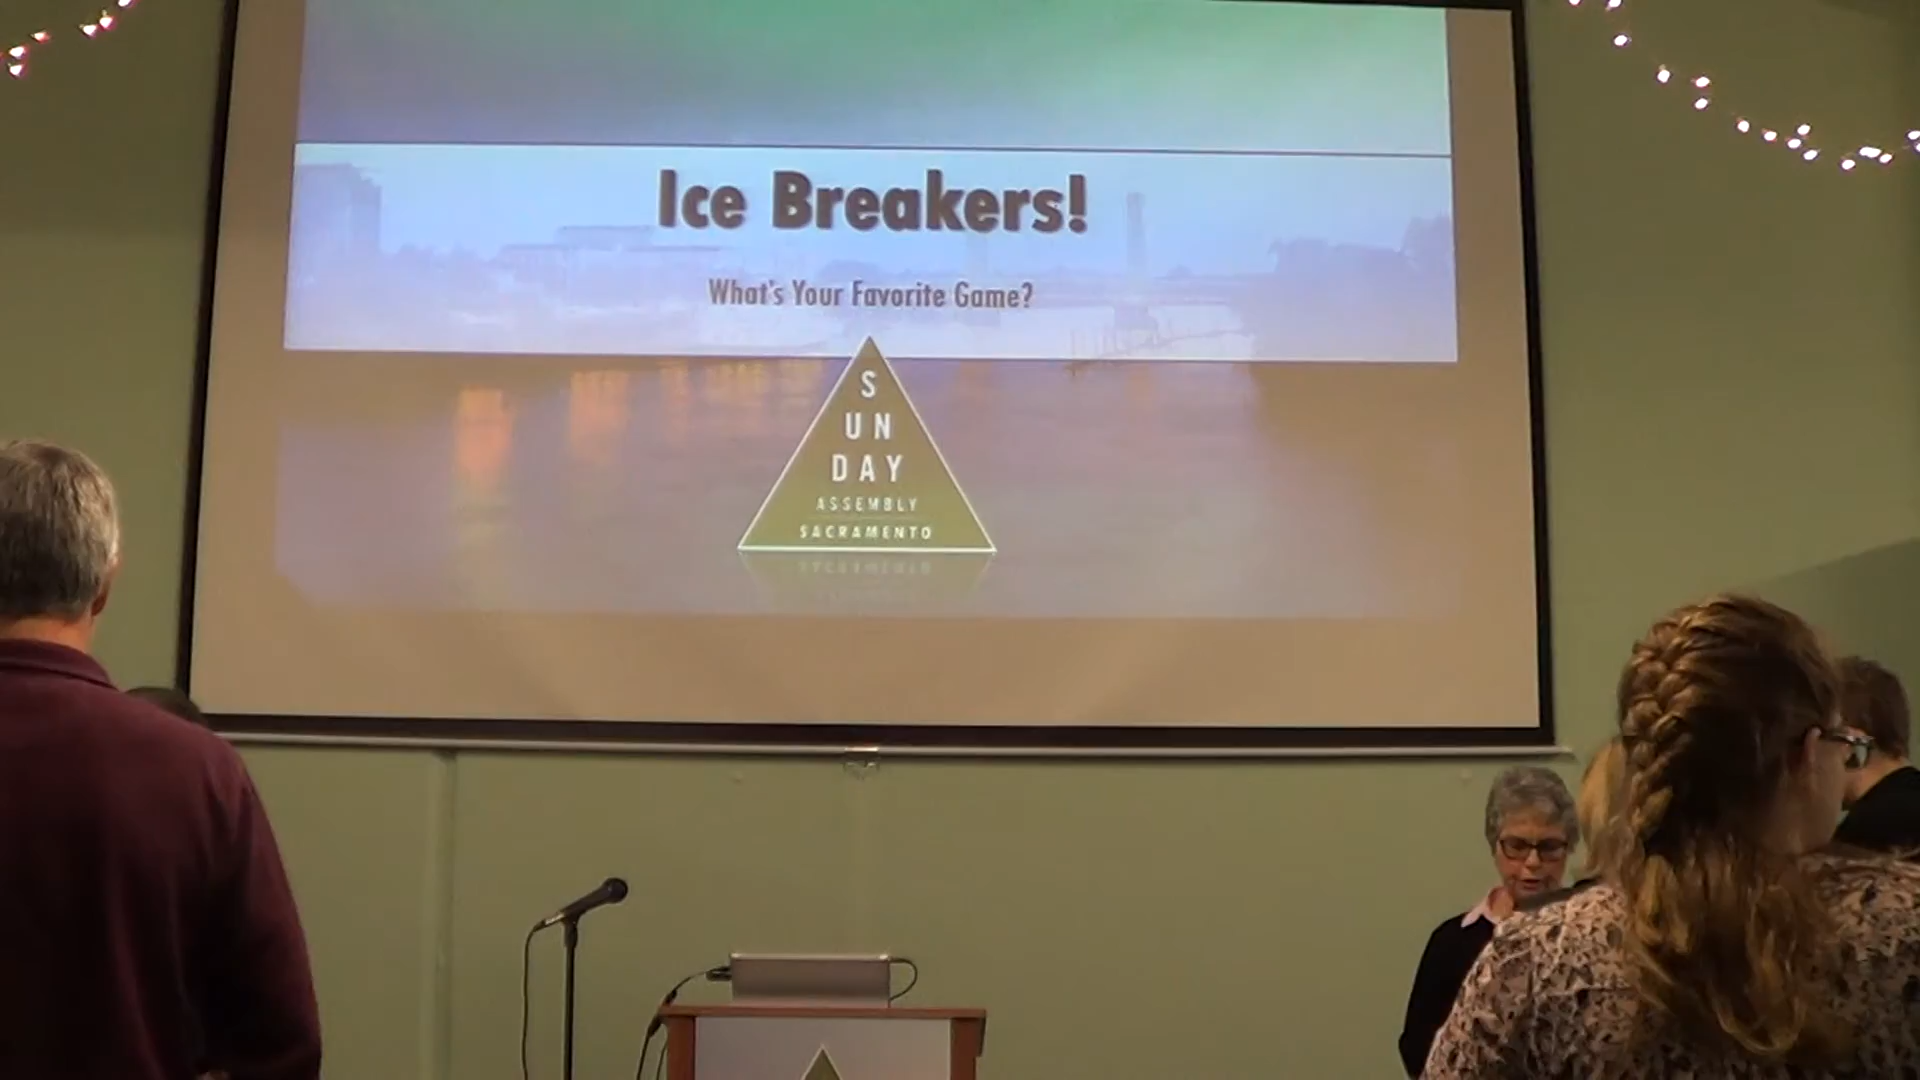 Ice Breakers!
What's Your Favorite Game?
S
UN
DAY
ASSEMBLY
SACRAMENTO